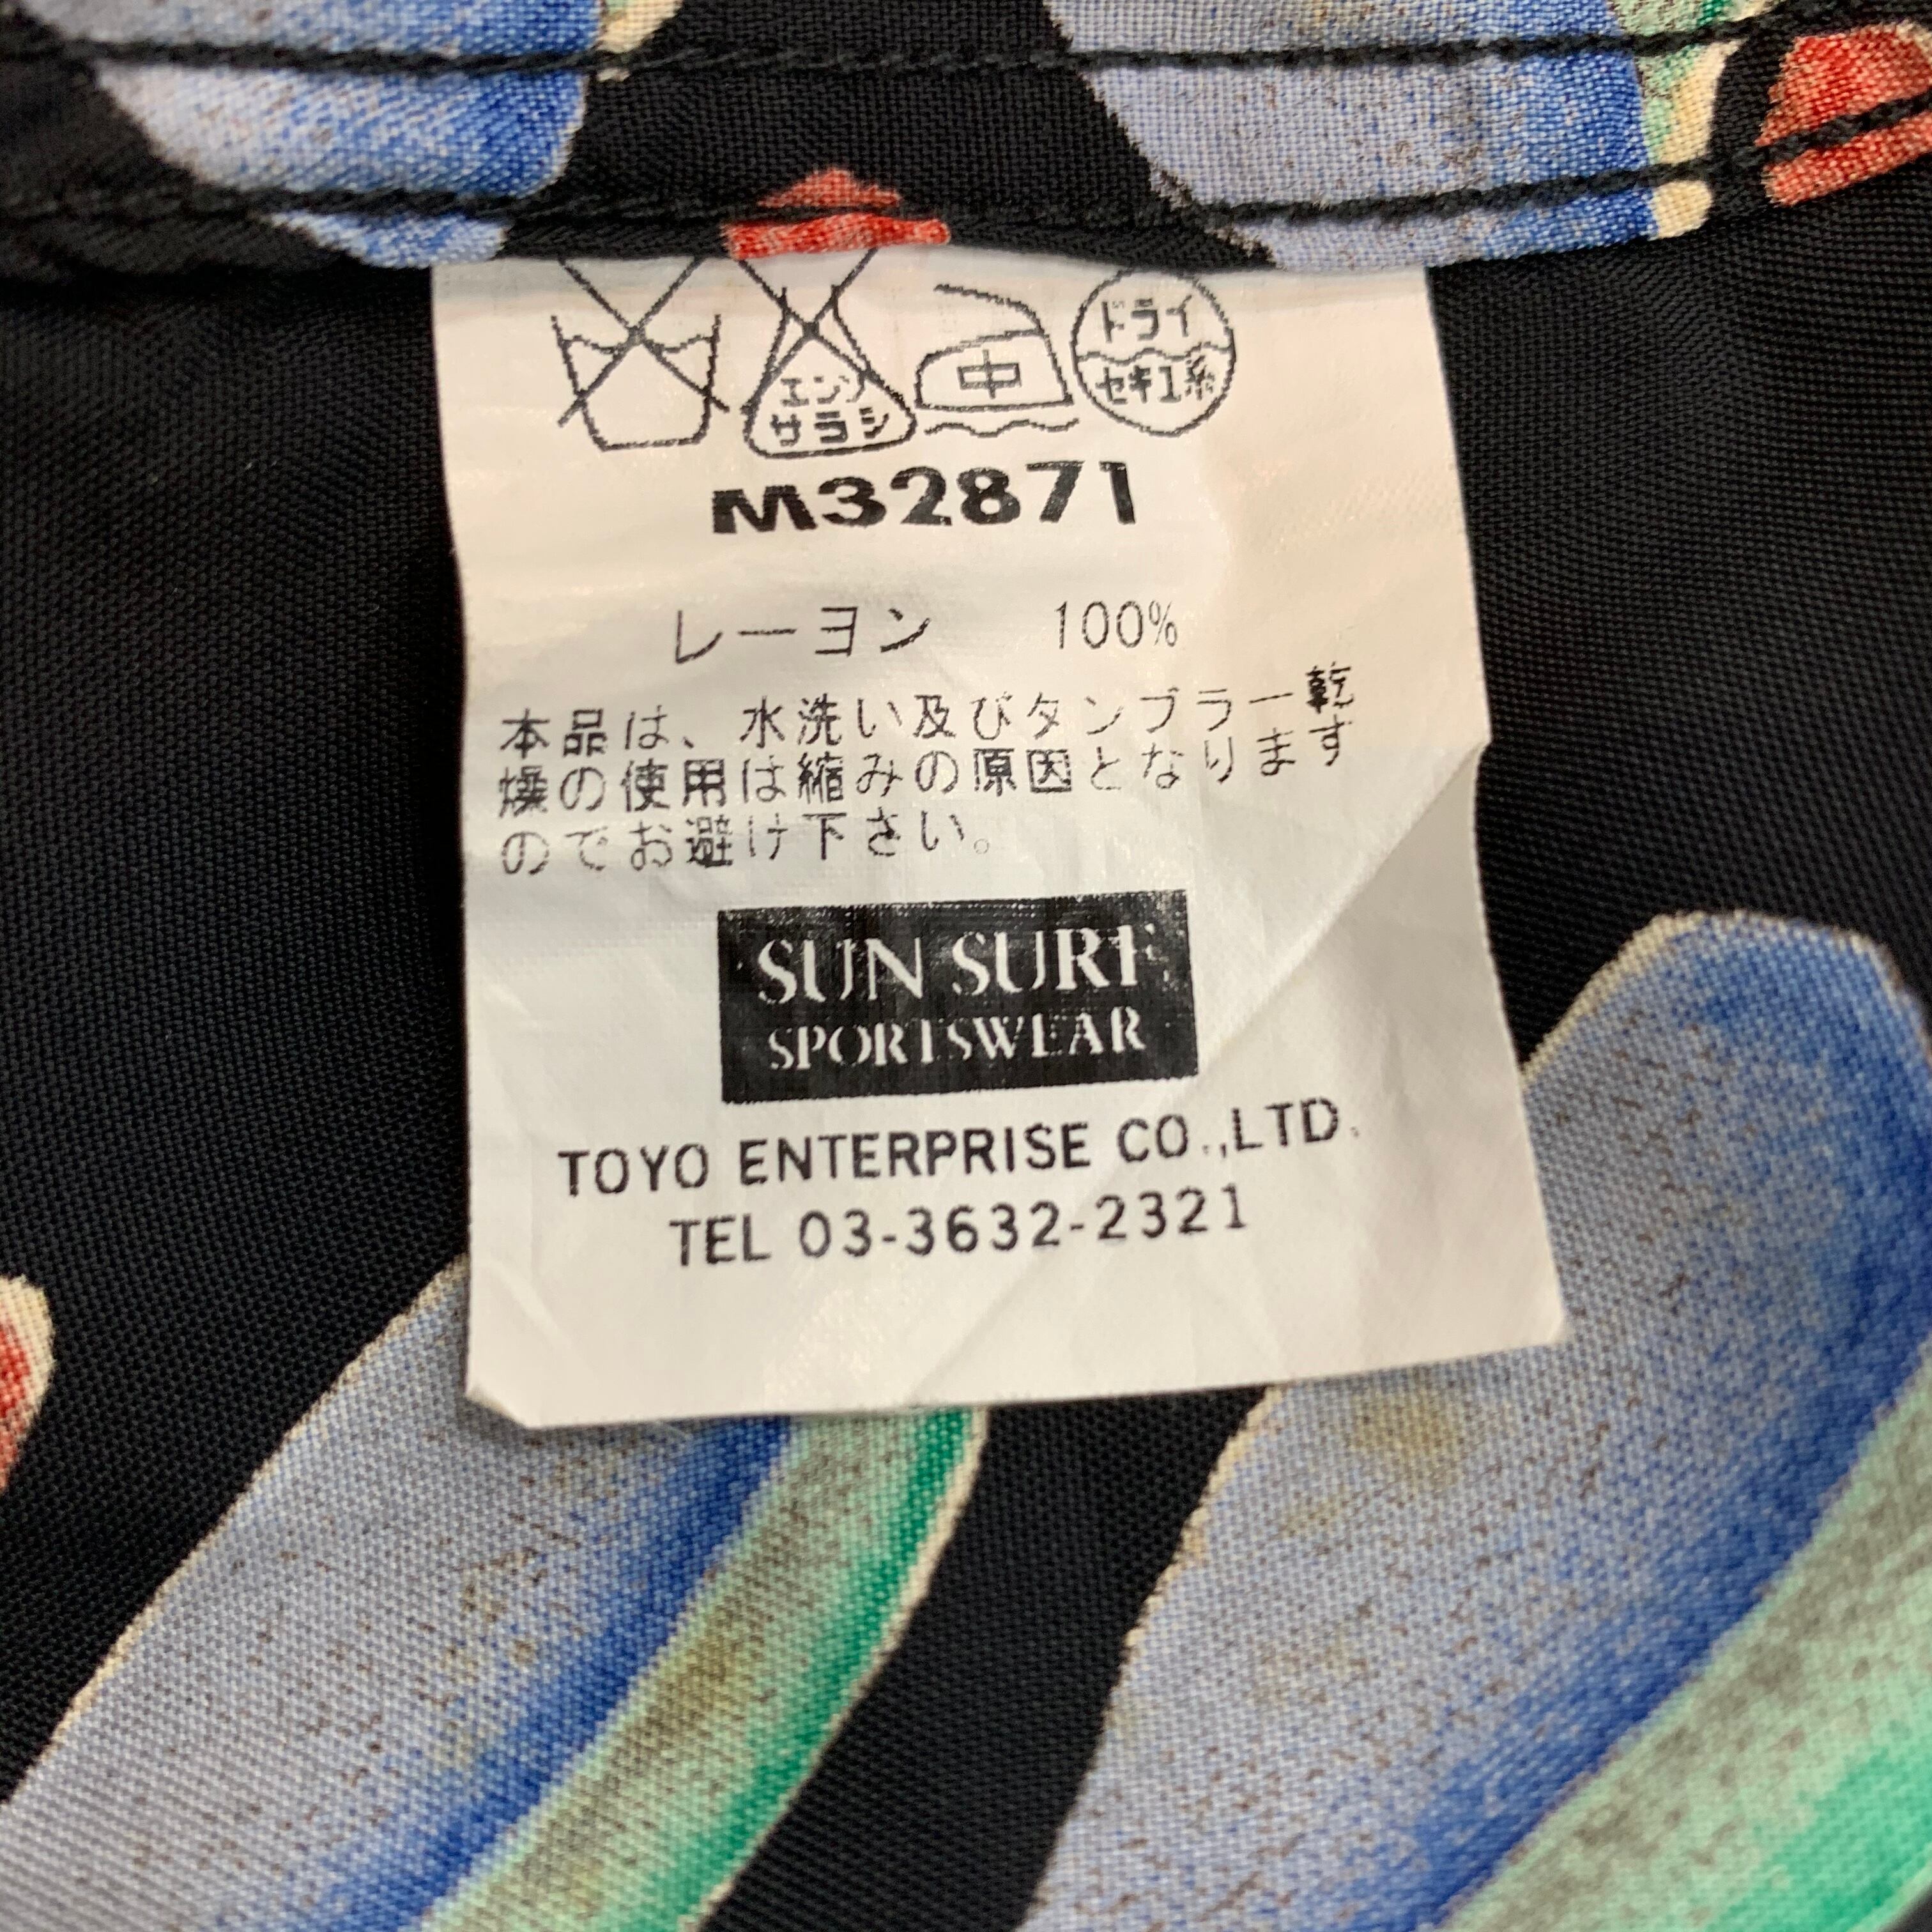 ドライ
セキユ系
エンソ
サラシ
中
M32871
レーヨン 100%
本品は、水洗い及びタンブラー乾
燥の使用は縮みの原因となります
のでお避け下さい。
SUN SURF
SPORTSWEAR
TOYO ENTERPRISE CO.,LTD.
TEL 03-3632-2321